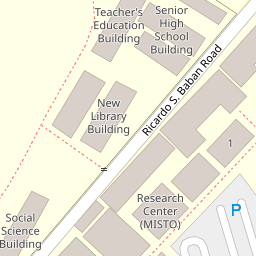 Teacher's
Education
Building
Senior
High
School
Building
Ricardo S. Baban Road
New
Library
Building
1
Research
Center
(MISTO)
P
Social
Science
Building